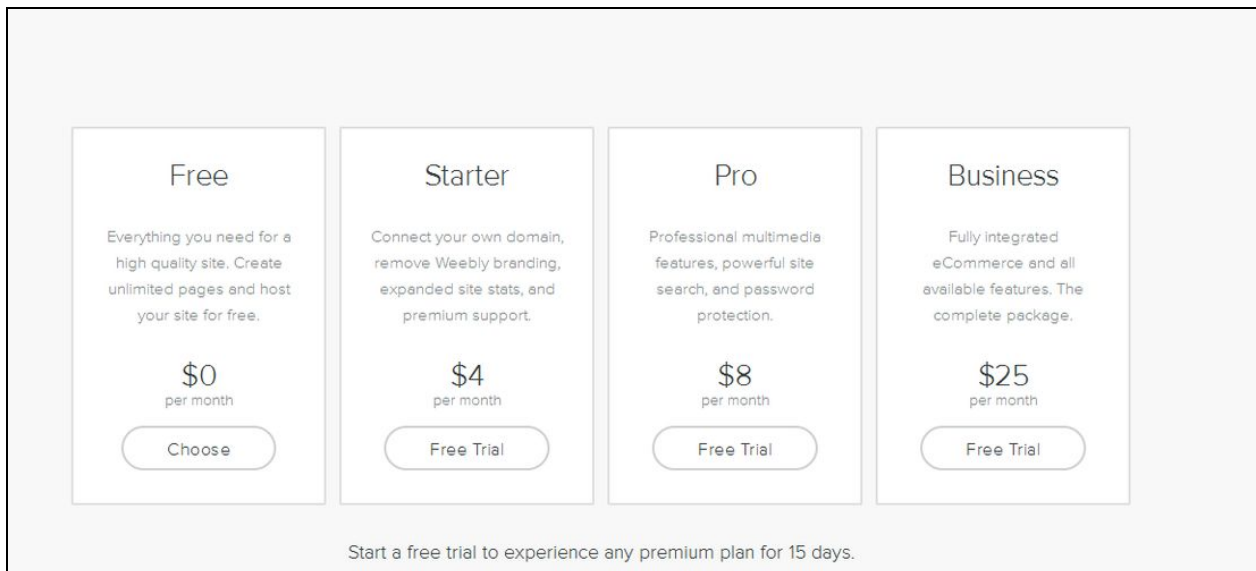 Free
Everything you need for a
high quality site. Create
unlimited pages and host
your site for free.
$0
per month
Choose
Starter
Connect your own domain,
remove Weebly branding,
expanded site stats, and
premium support.
$4
per month
Free Trial
Pro
Professional multimedia
features, powerful site
search, and password
protection.
$8
per month
Free Trial
Business
Fully integrated
eCommerce and all
available features. The
complete package.
$25
per month
Free Trial
Start a free trial to experience any premium plan for 15 days.